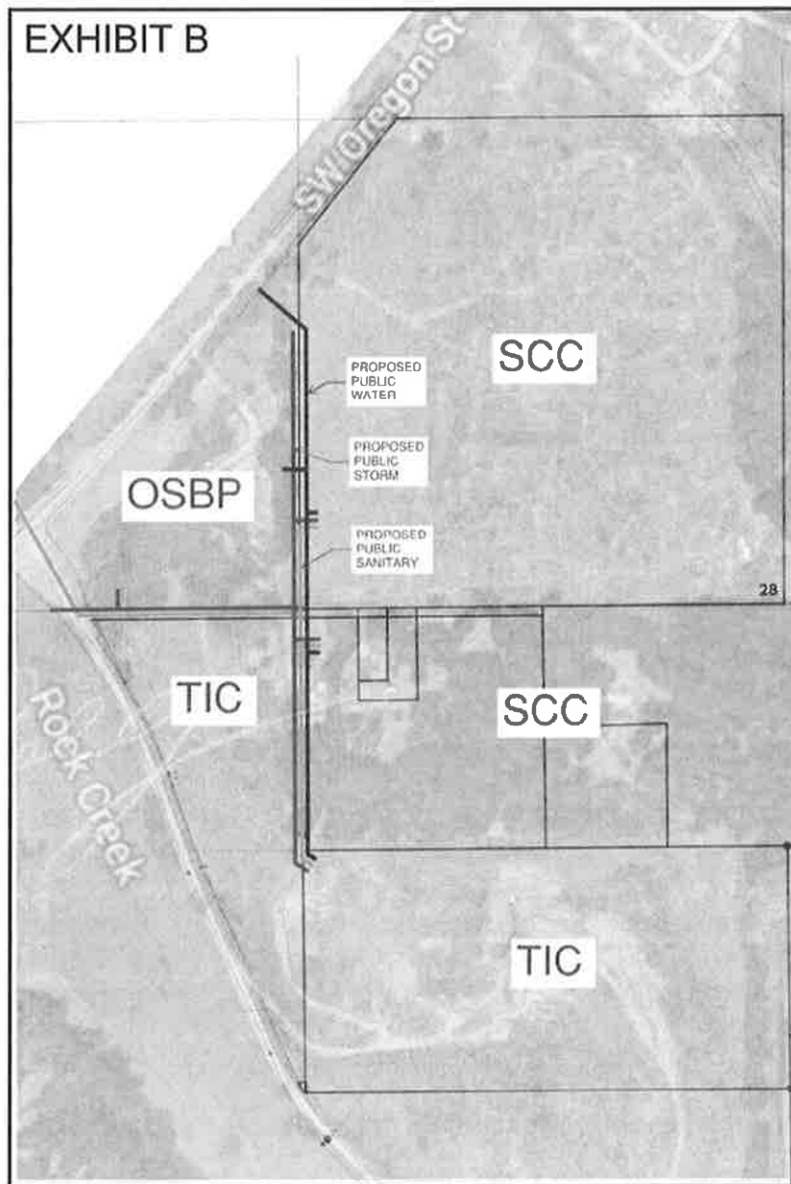 EXHIBIT B
SW Oregon St
SCC
PROPOSED
PUBLIC
WATER
PROPOSED
PUBLIC
STORM
OSBP
PROPOSED
PUBLIC
SANITARY
28
TIC
SCC
Rock Creek
TIC